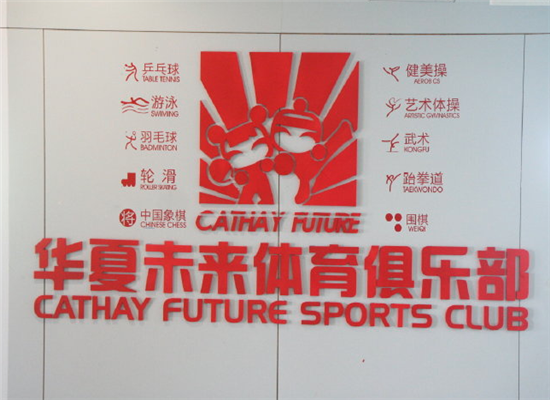 乒乓球
TABLE TENNIS
游泳
SWIMMING
羽毛球
BADMINTON
轮滑
ROLLER SKATING
将
中国象棋
CHINESE CHESS
健美操
AEROBICS
艺术体操
ARTISTIC GYMNASTICS
武术
KONGFU
跆拳道
TAEKWONDO
围棋
WEIQI
CATHAY FUTURE
华夏未来体育俱乐部
CATHAY FUTURE SPORTS CLUB